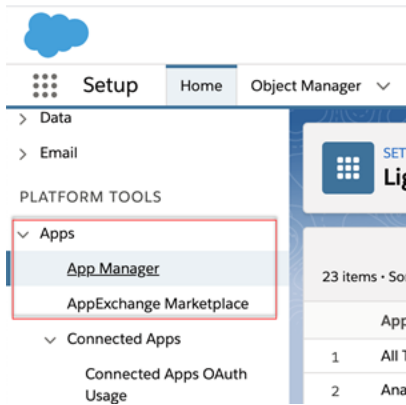 Setup Home Object Manager
Data
Email
SET
Lig
PLATFORM TOOLS
Apps
App Manager
AppExchange Marketplace
23 items • So
App
Connected Apps
1 All T
Connected Apps OAuth
Usage
2 Ana